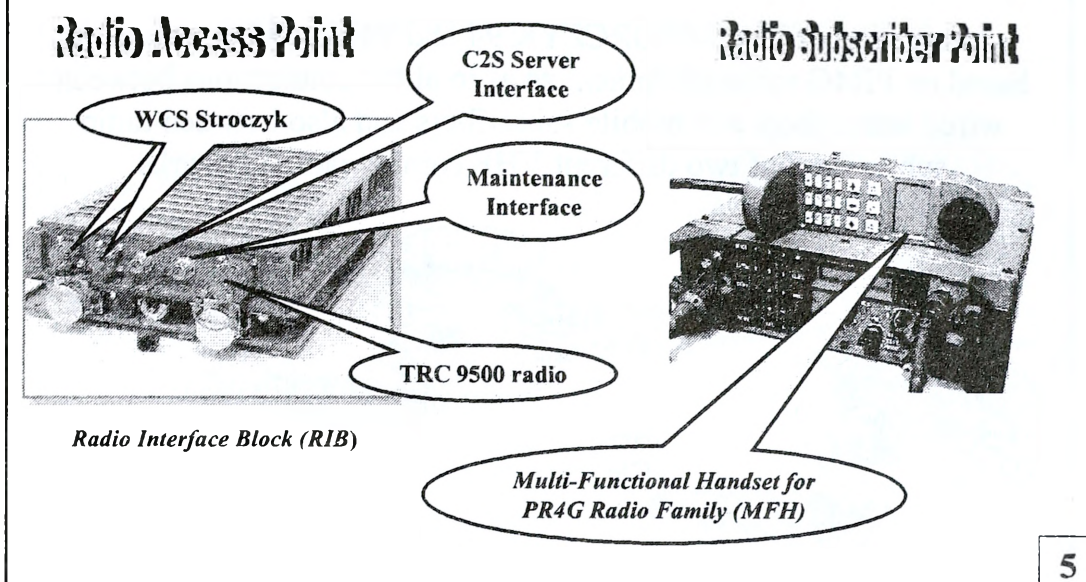 Radio Access Point
Radio Subscriber Point
C2S Server
Interface
WCS Stroczyk
Maintenance
Interface
TRC 9500 radio
Radio Interface Block (RIB)
Multi-Functional Handset for
PR4G Radio Family (MFH)
5